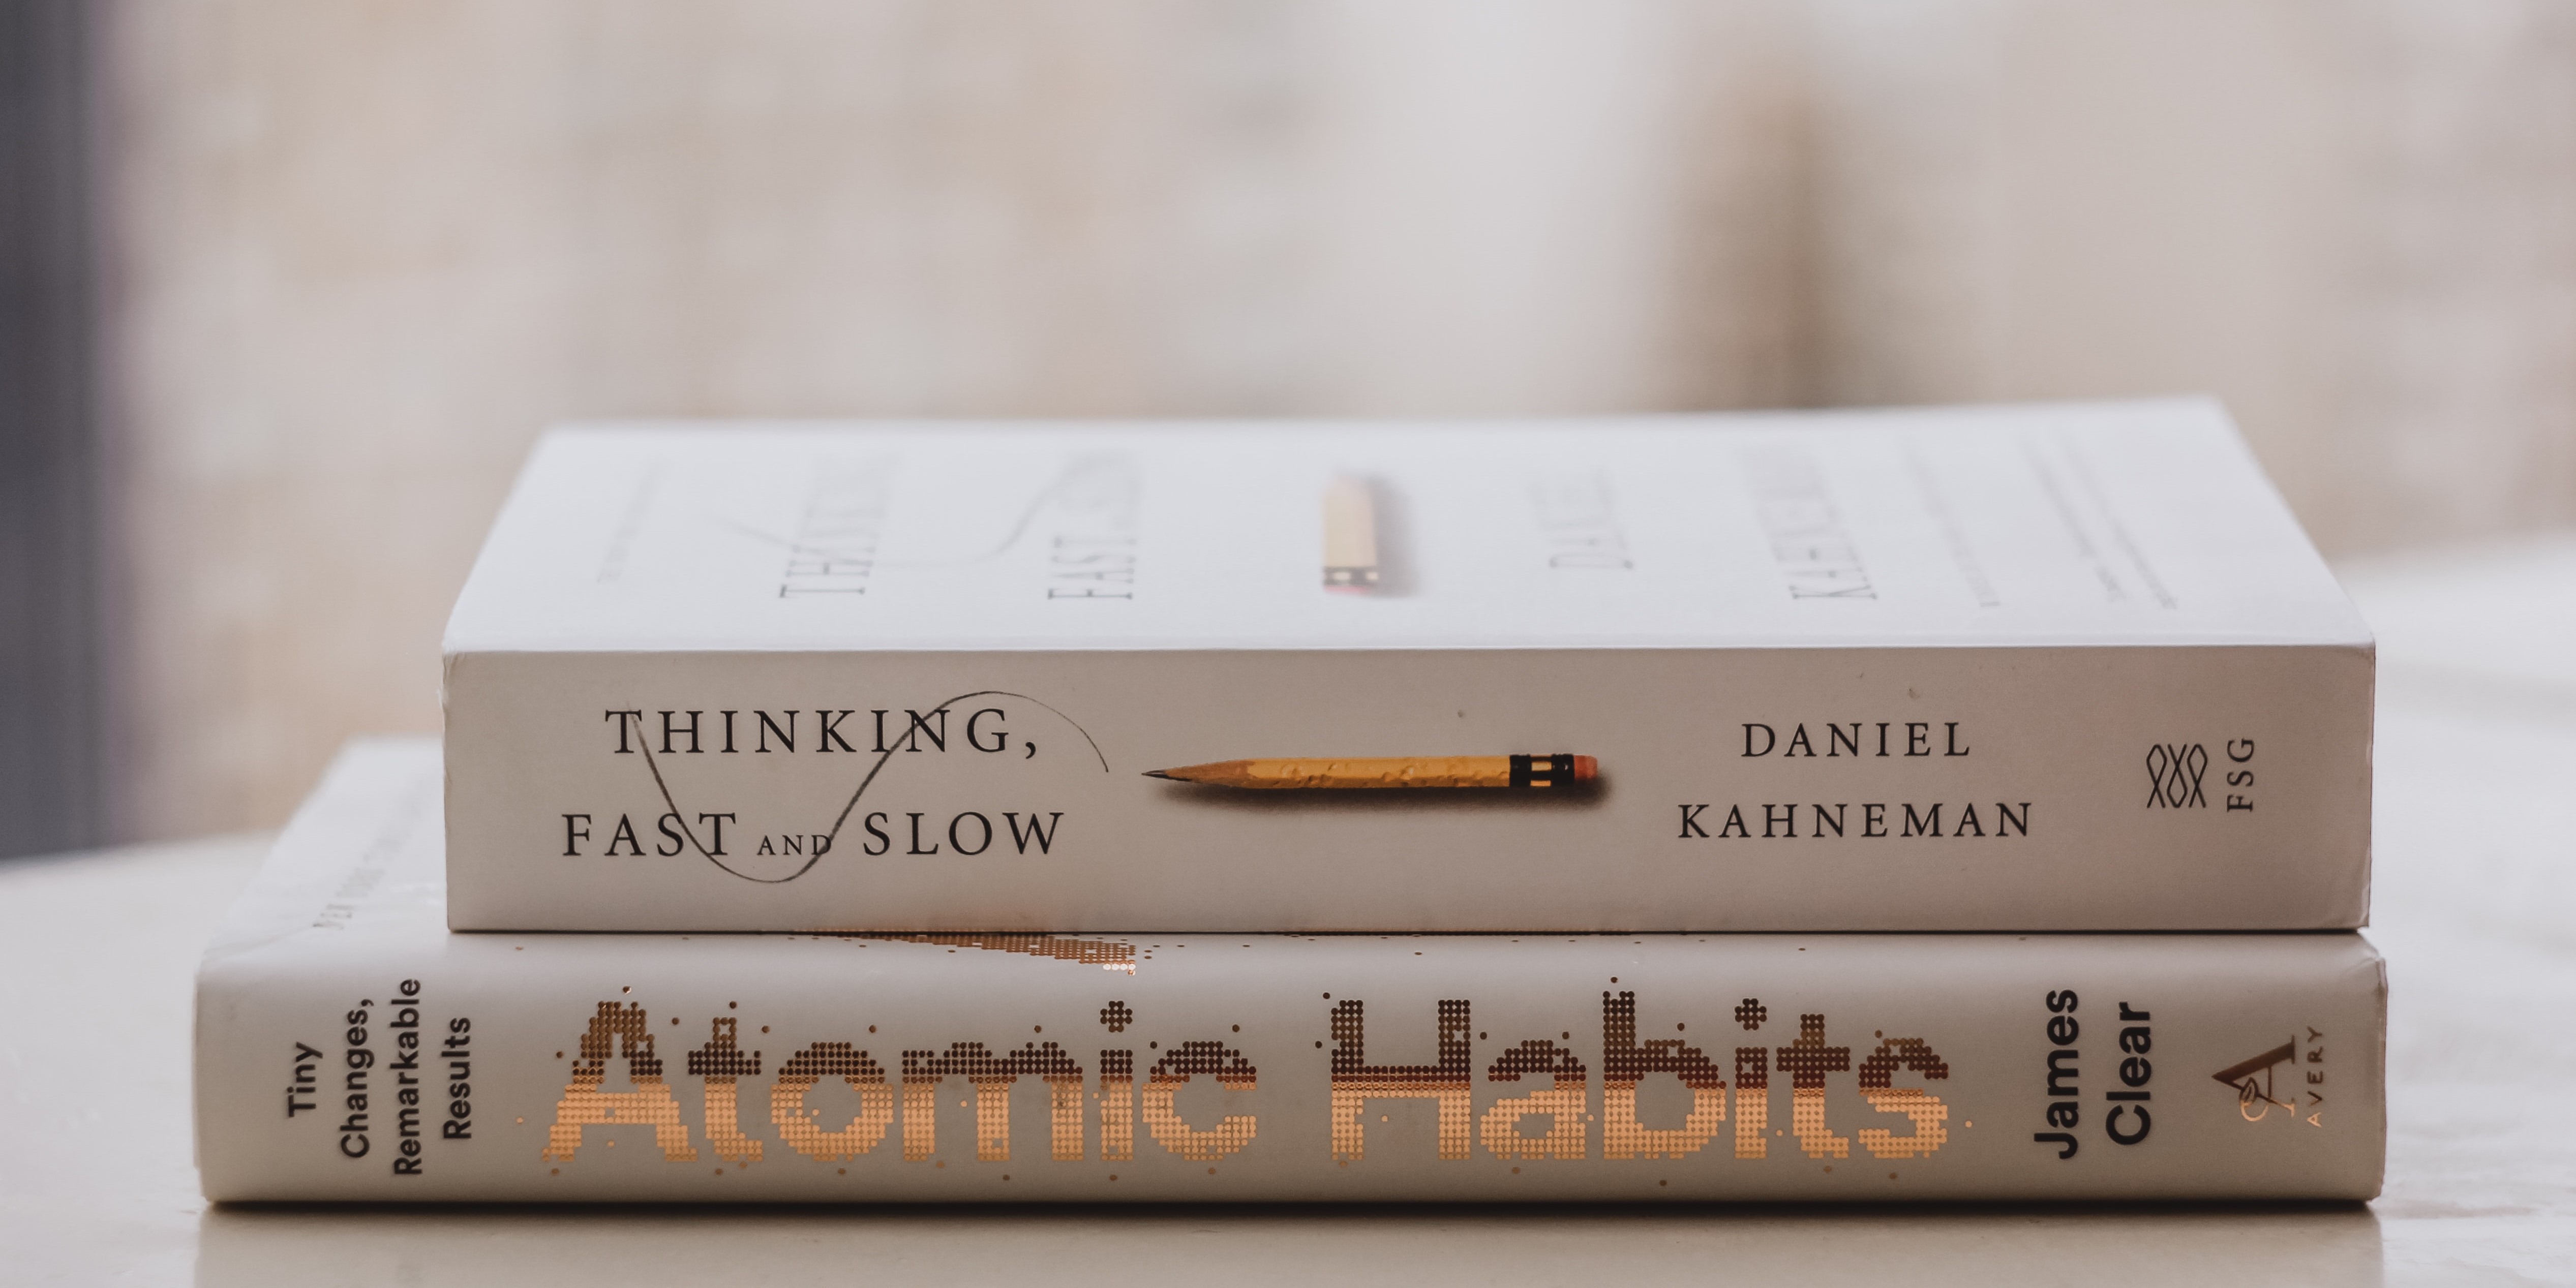 THINKING,
FAST AND SLOW
DANIEL
KAHNEMAN
FSG
Tiny
Changes,
Remarkable
Results
Atomic Habits
James
Clear
AVERY